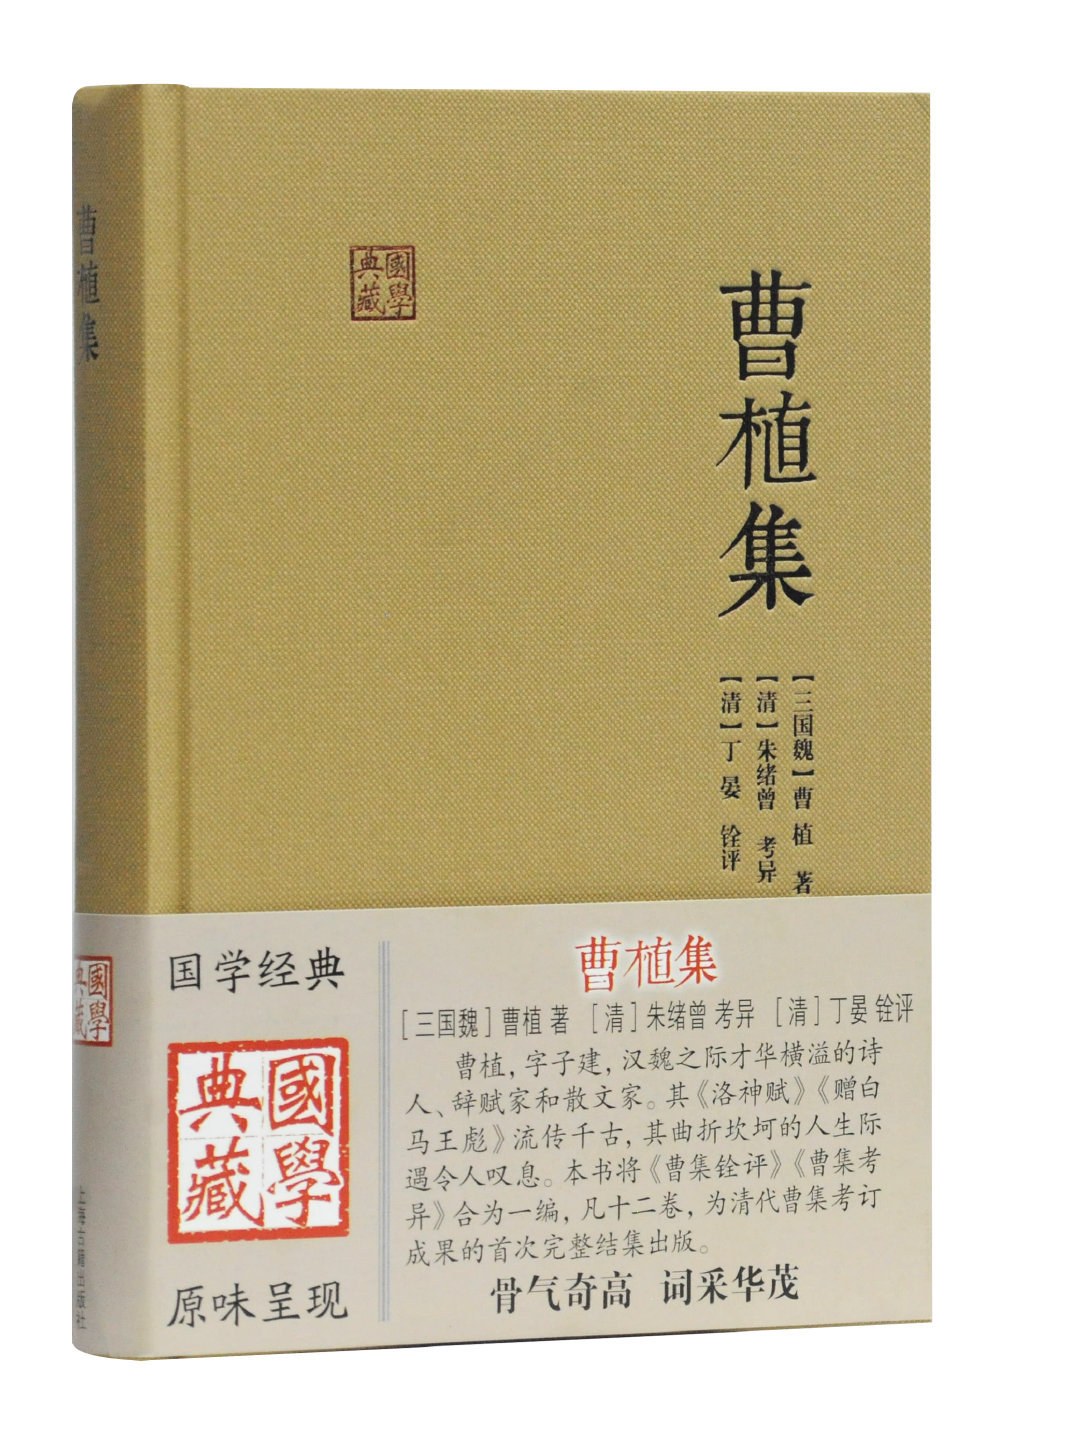 曹植集
國學
典藏
曹植集
【三国魏】曹 植 著
【清】朱绪曾 考异
【清】丁 晏 铨评
國學
典藏
上海古籍出版社
国学经典
國學
典藏
原味呈现
曹植集
[三国魏] 曹植 著 [清] 朱绪曾 考异 [清] 丁晏 铨评
曹植，字子建，汉魏之际才华横溢的诗
人、辞赋家和散文家。其《洛神赋》《赠白
马王彪》流传千古，其曲折坎坷的人生际
遇令人叹息。本书将《曹集铨评》《曹集考
异》合为一编，凡十二卷，为清代曹集考订
成果的首次完整结集出版。
骨气奇高 词采华茂